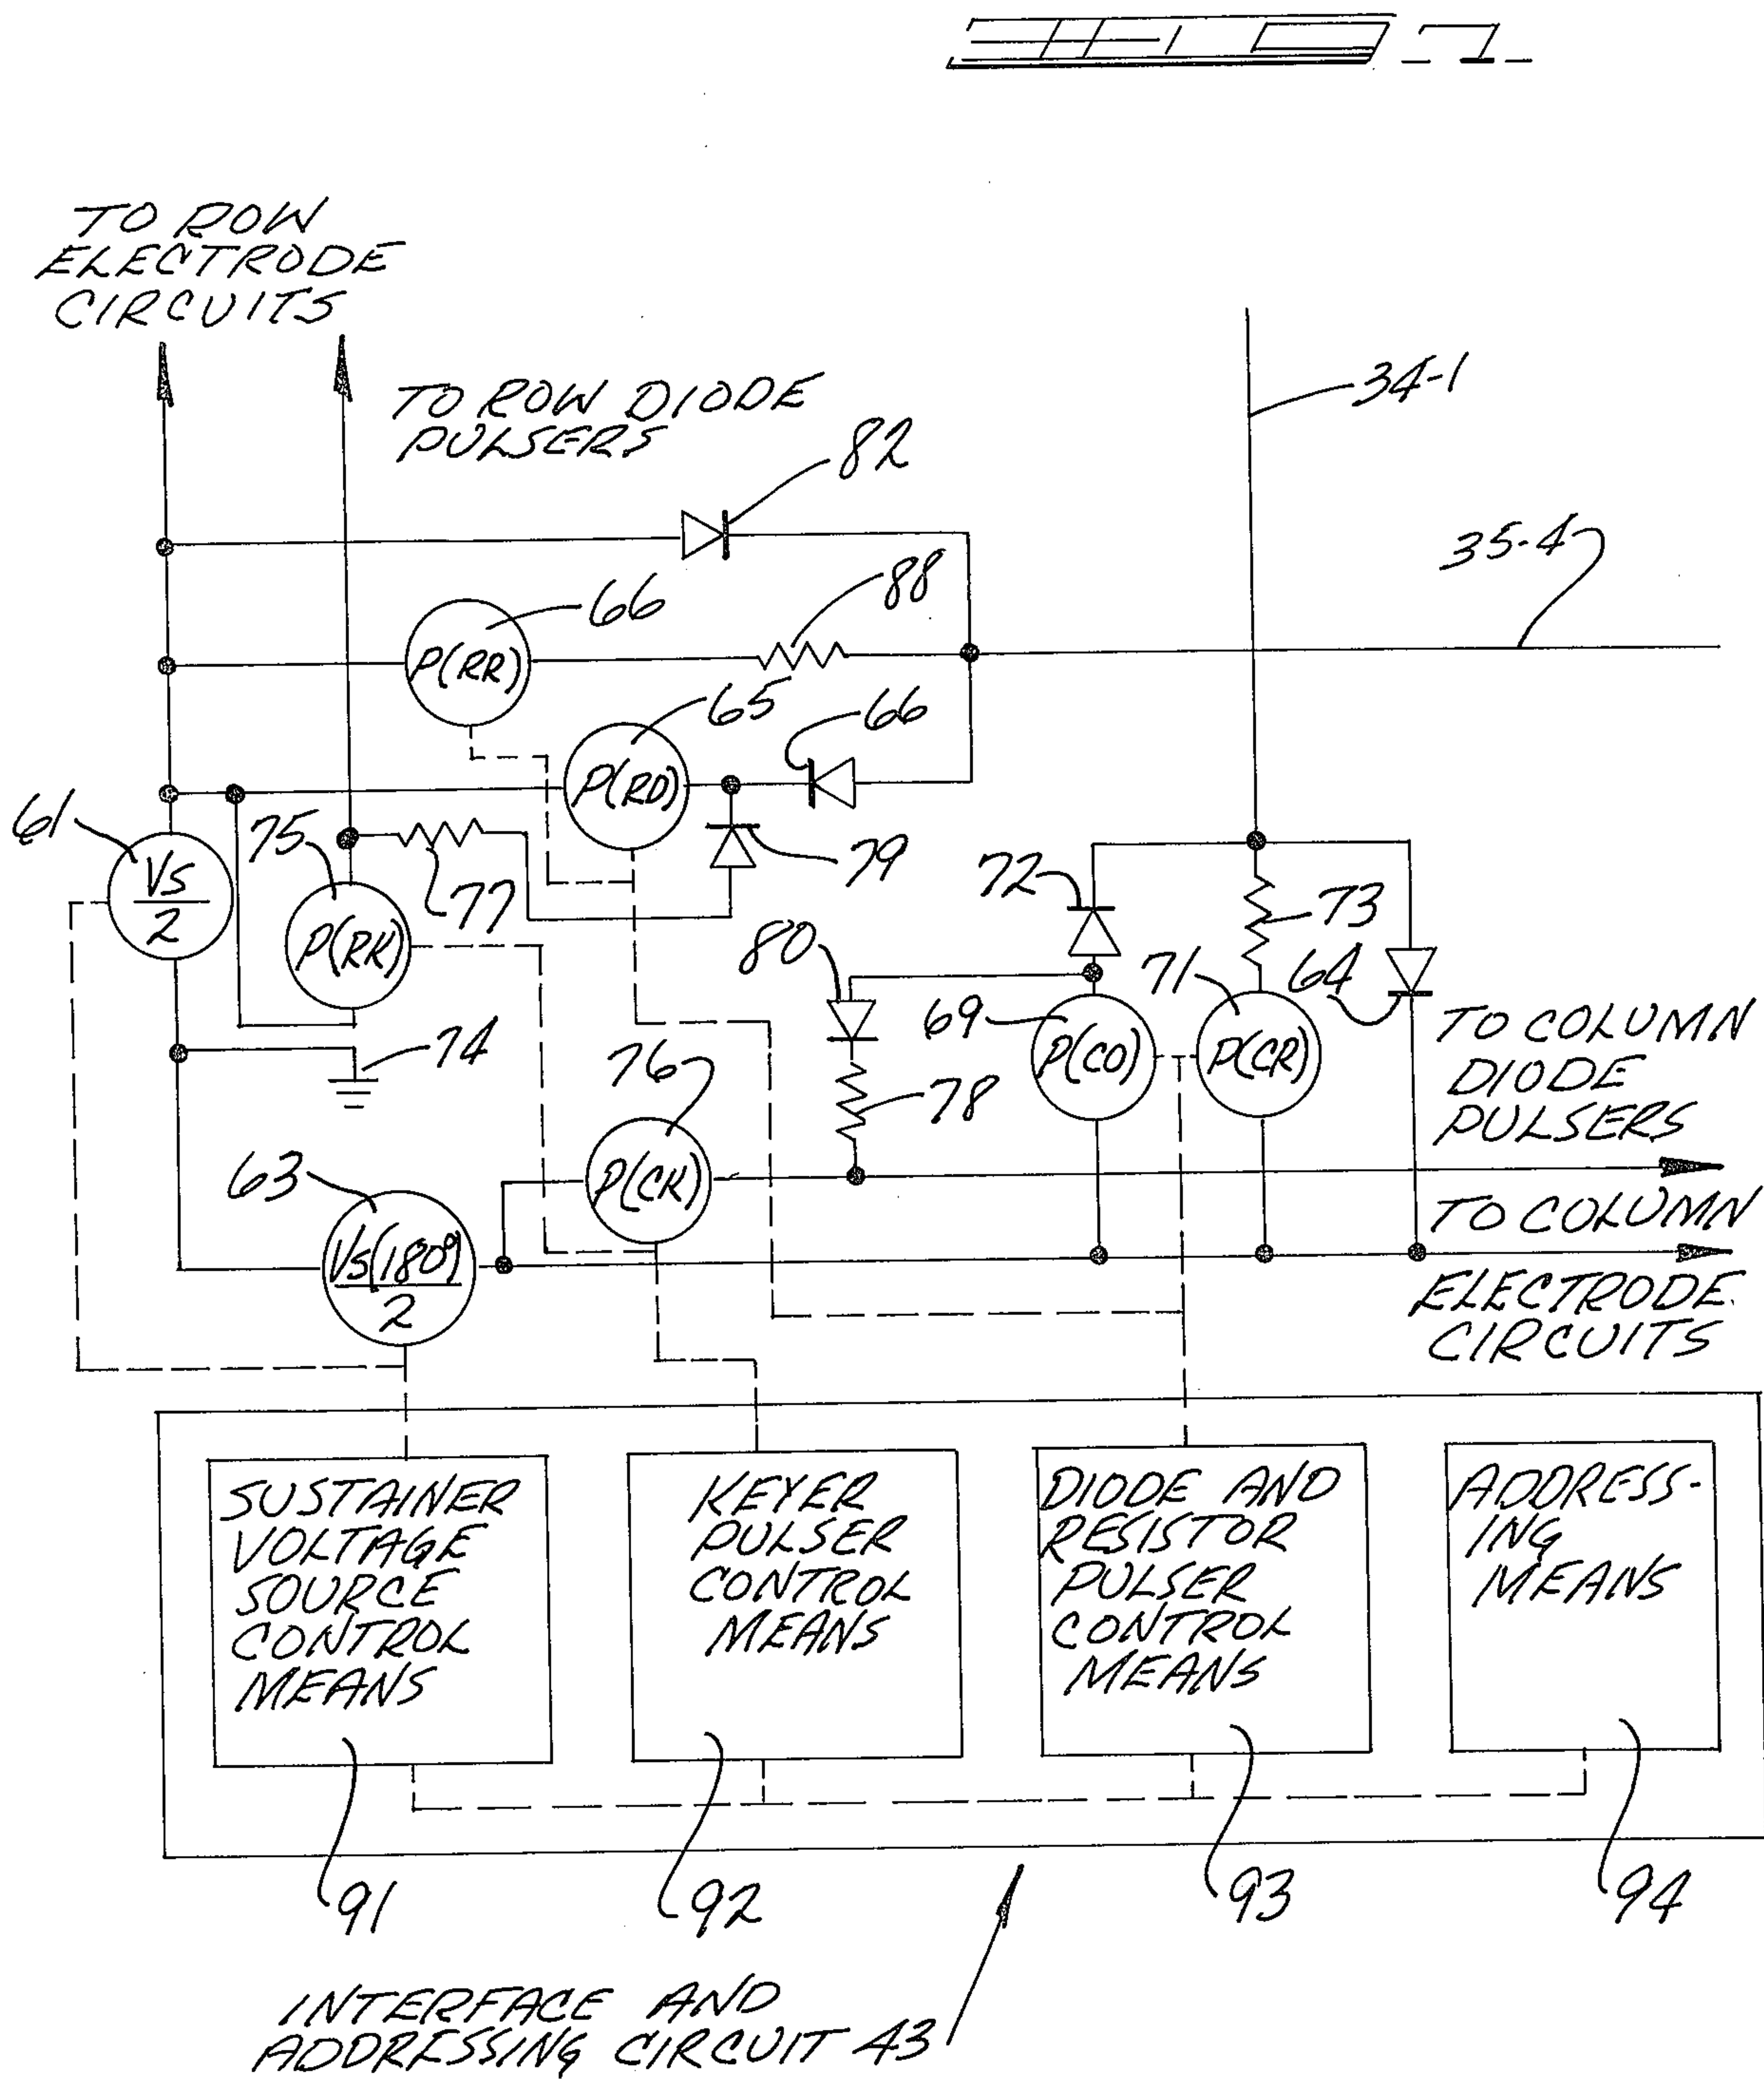 FIG-7
TO ROW
ELECTRODE
CIRCUITS
TO ROW DIODE
PULSERS
34-1
82
35-4
88
66
P(RR)
65
66
P(RD)
61
VS
2
75
77
79
P(RK)
72
73
80
69
71
64
P(CO)
P(CR)
TO COLUMN
DIODE
PULSERS
74
76
78
63
P(CK)
TO COLUMN
ELECTRODE
CIRCUITS
VS(180°)
2
SUSTAINER
VOLTAGE
SOURCE
CONTROL
MEANS
KEYER
PULSER
CONTROL
MEANS
DIODE AND
RESISTOR
PULSER
CONTROL
MEANS
ADDRESS-
ING
MEANS
91
92
93
94
INTERFACE AND
ADDRESSING CIRCUIT 43